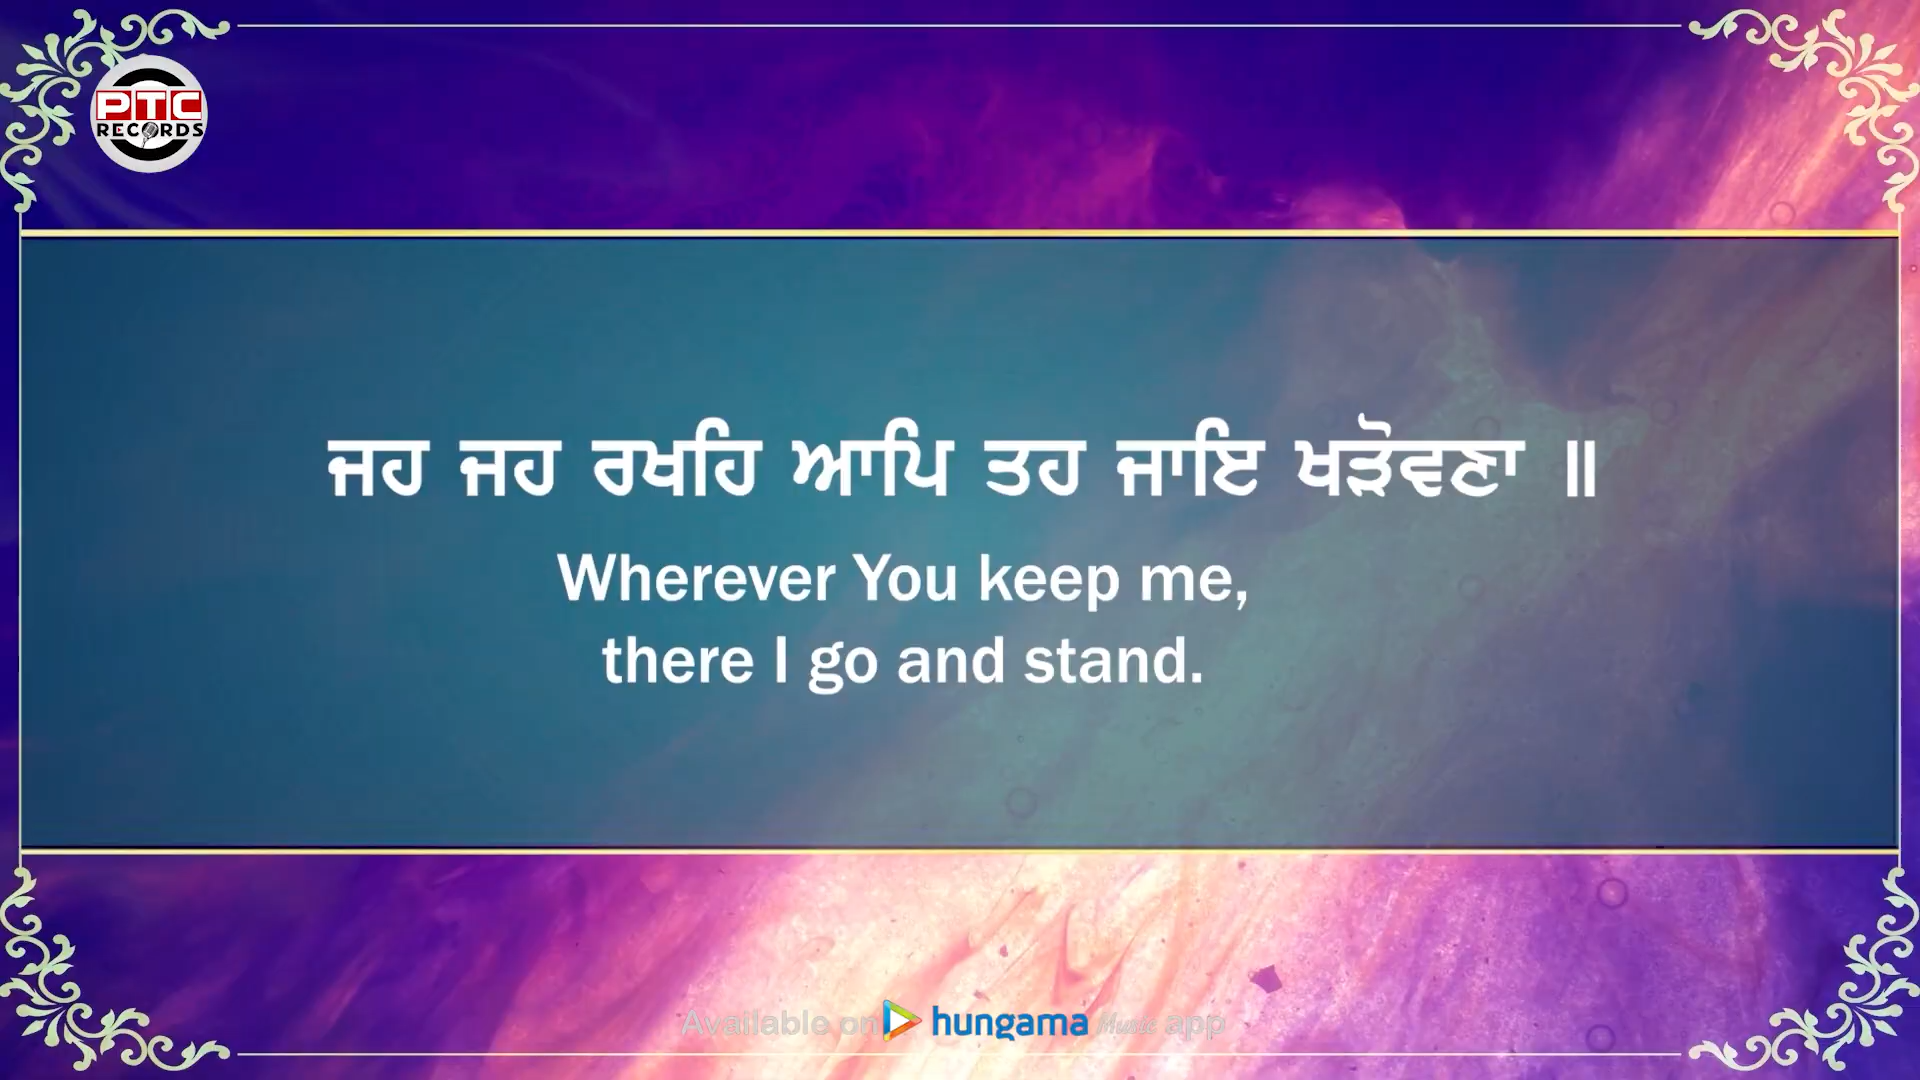 PTC
RECORDS
ਜਹ ਜਹ ਰਖਹਿ ਆਪਿ ਤਹ ਜਾਇ ਖੜੋਵਣਾ ॥
Wherever You keep me,
there I go and stand.
Available on hungama Music app